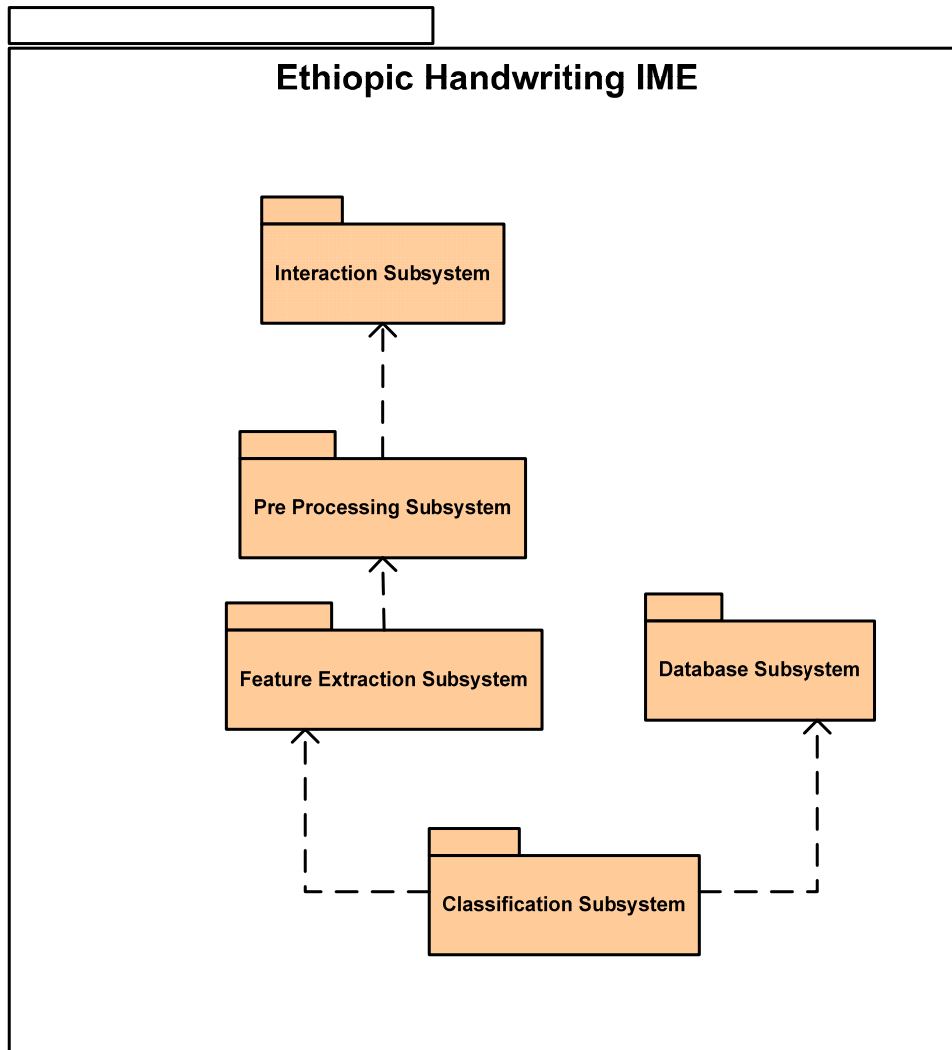 Ethiopic Handwriting IME
Interaction Subsystem
Pre Processing Subsystem
Feature Extraction Subsystem
Database Subsystem
Classification Subsystem